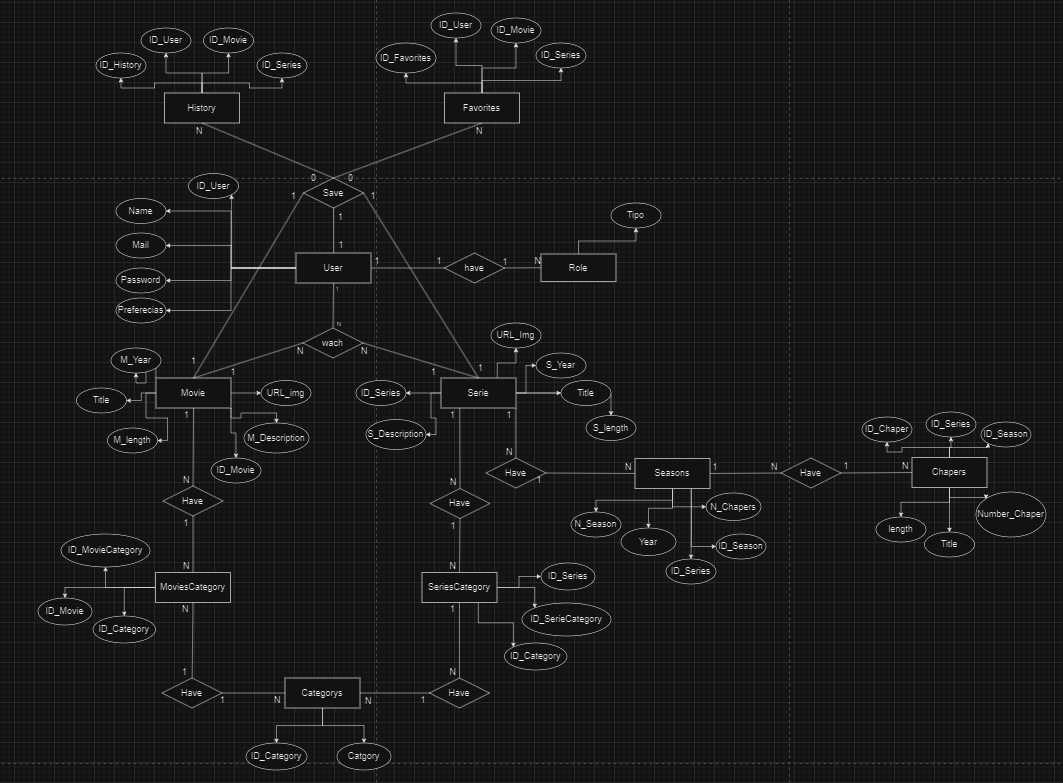 ID_User
ID_Movie
ID_History
ID_Series
History
N
ID_User
ID_Movie
ID_Favorites
ID_Series
Favorites
N
0
0
1
Save
1
1
1
ID_User
Name
Mail
Password
Preferecias
User
1
1
have
1
N
Role
Tipo
1
N
wach
N
N
1
1
1
1
M_Year
Title
M_length
Movie
URL_img
M_Description
ID_Movie
1
URL_Img
S_Year
ID_Series
Serie
Title
S_Description
S_length
1
1
N
Have
1
N
Seasons
1
N
Have
1
N
Chapers
ID_Chaper
ID_Series
ID_Season
length
Title
Number_Chaper
N_Season
Year
N_Chapers
ID_Season
ID_Series
N
Have
1
N
N
Have
1
N
ID_MovieCategory
MoviesCategory
ID_Movie
ID_Category
N
SeriesCategory
ID_Series
ID_SerieCategory
ID_Category
1
1
Have
1
N
Categorys
N
1
Have
N
ID_Category
Catgory